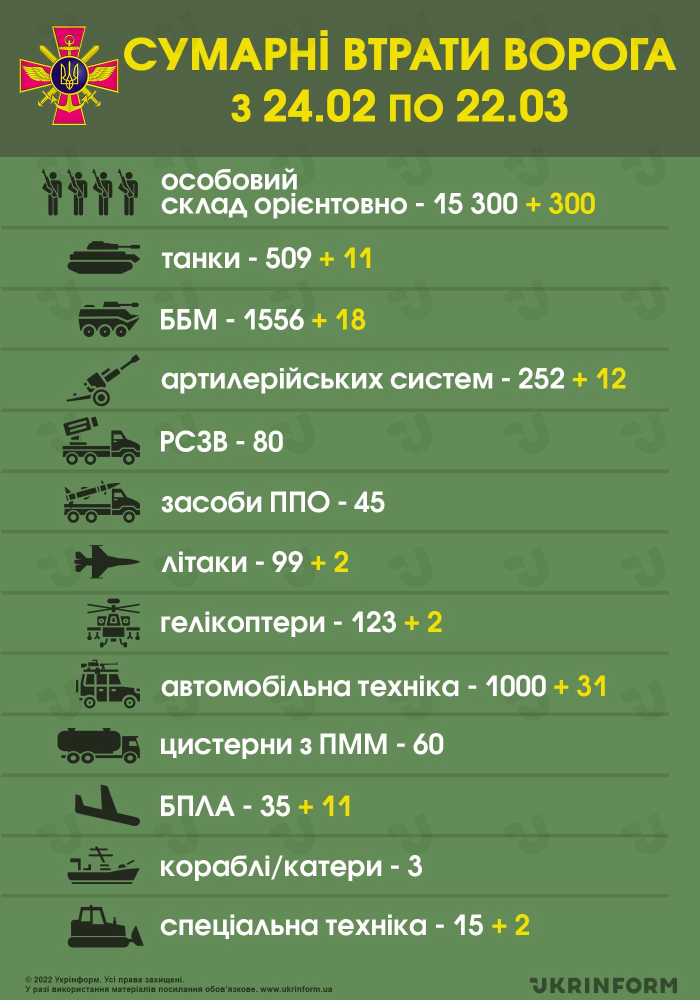 СУМАРНІ ВТРАТИ ВОРОГА
З 24.02 ПО 22.03
особовий
склад орієнтовно - 15 300 + 300
танки - 509 + 11
ББМ - 1556 + 18
артилерійських систем - 252 + 12
РСЗВ - 80
засоби ППО - 45
літаки - 99 + 2
гелікоптери - 123 + 2
автомобільна техніка - 1000 + 31
цистерни з ПММ - 60
БПЛА - 35 + 11
кораблі/катери - 3
спеціальна техніка - 15 + 2
© 2022 Укрінформ. Усі права захищені.
У разі використання матеріалів посилання обов’язкове. www.ukrinform.ua
UKRINFORM